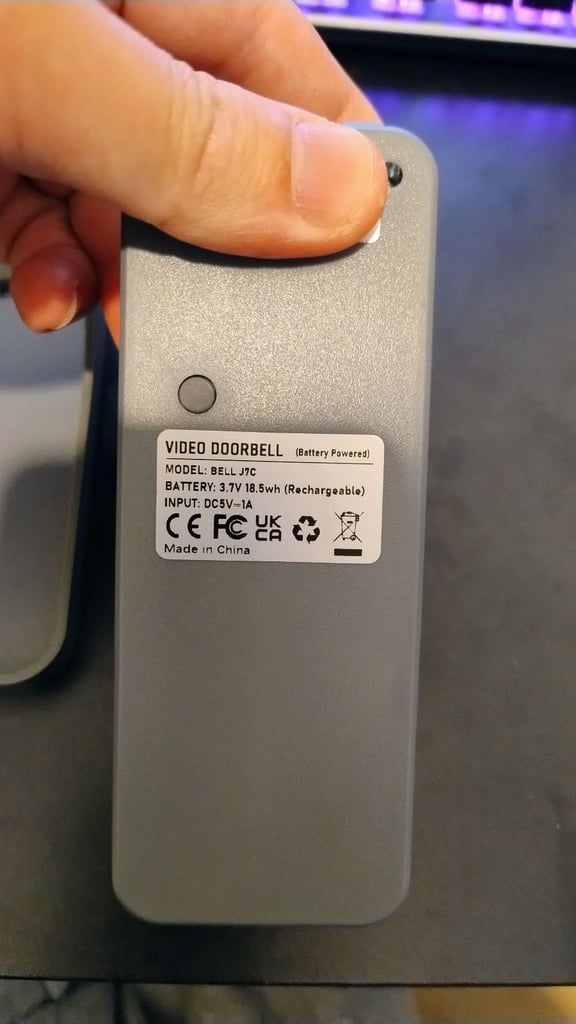 VIDEO DOORBELL (Battery Powered)
MODEL: BELL J7C
BATTERY: 3.7V 18.5wh (Rechargeable)
INPUT: DC5V⎓1A
CE FC UK CA
Made in China